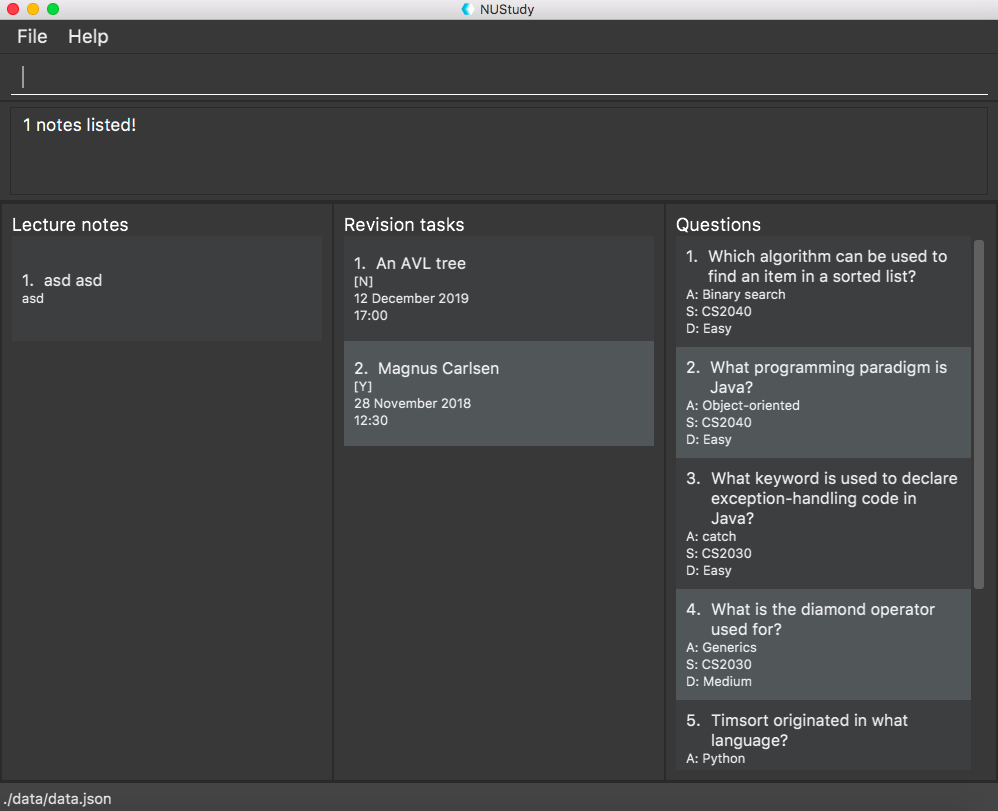 NUStudy
File Help
1 notes listed!
Lecture notes
1. asd asd
asd
Revision tasks
1. An AVL tree
[N]
12 December 2019
17:00
2. Magnus Carlsen
[Y]
28 November 2018
12:30
Questions
1. Which algorithm can be used to
find an item in a sorted list?
A: Binary search
S: CS2040
D: Easy
2. What programming paradigm is
Java?
A: Object-oriented
S: CS2040
D: Easy
3. What keyword is used to declare
exception-handling code in
Java?
A: catch
S: CS2030
D: Easy
4. What is the diamond operator
used for?
A: Generics
S: CS2030
D: Medium
5. Timsort originated in what
language?
A: Python
./data/data.json